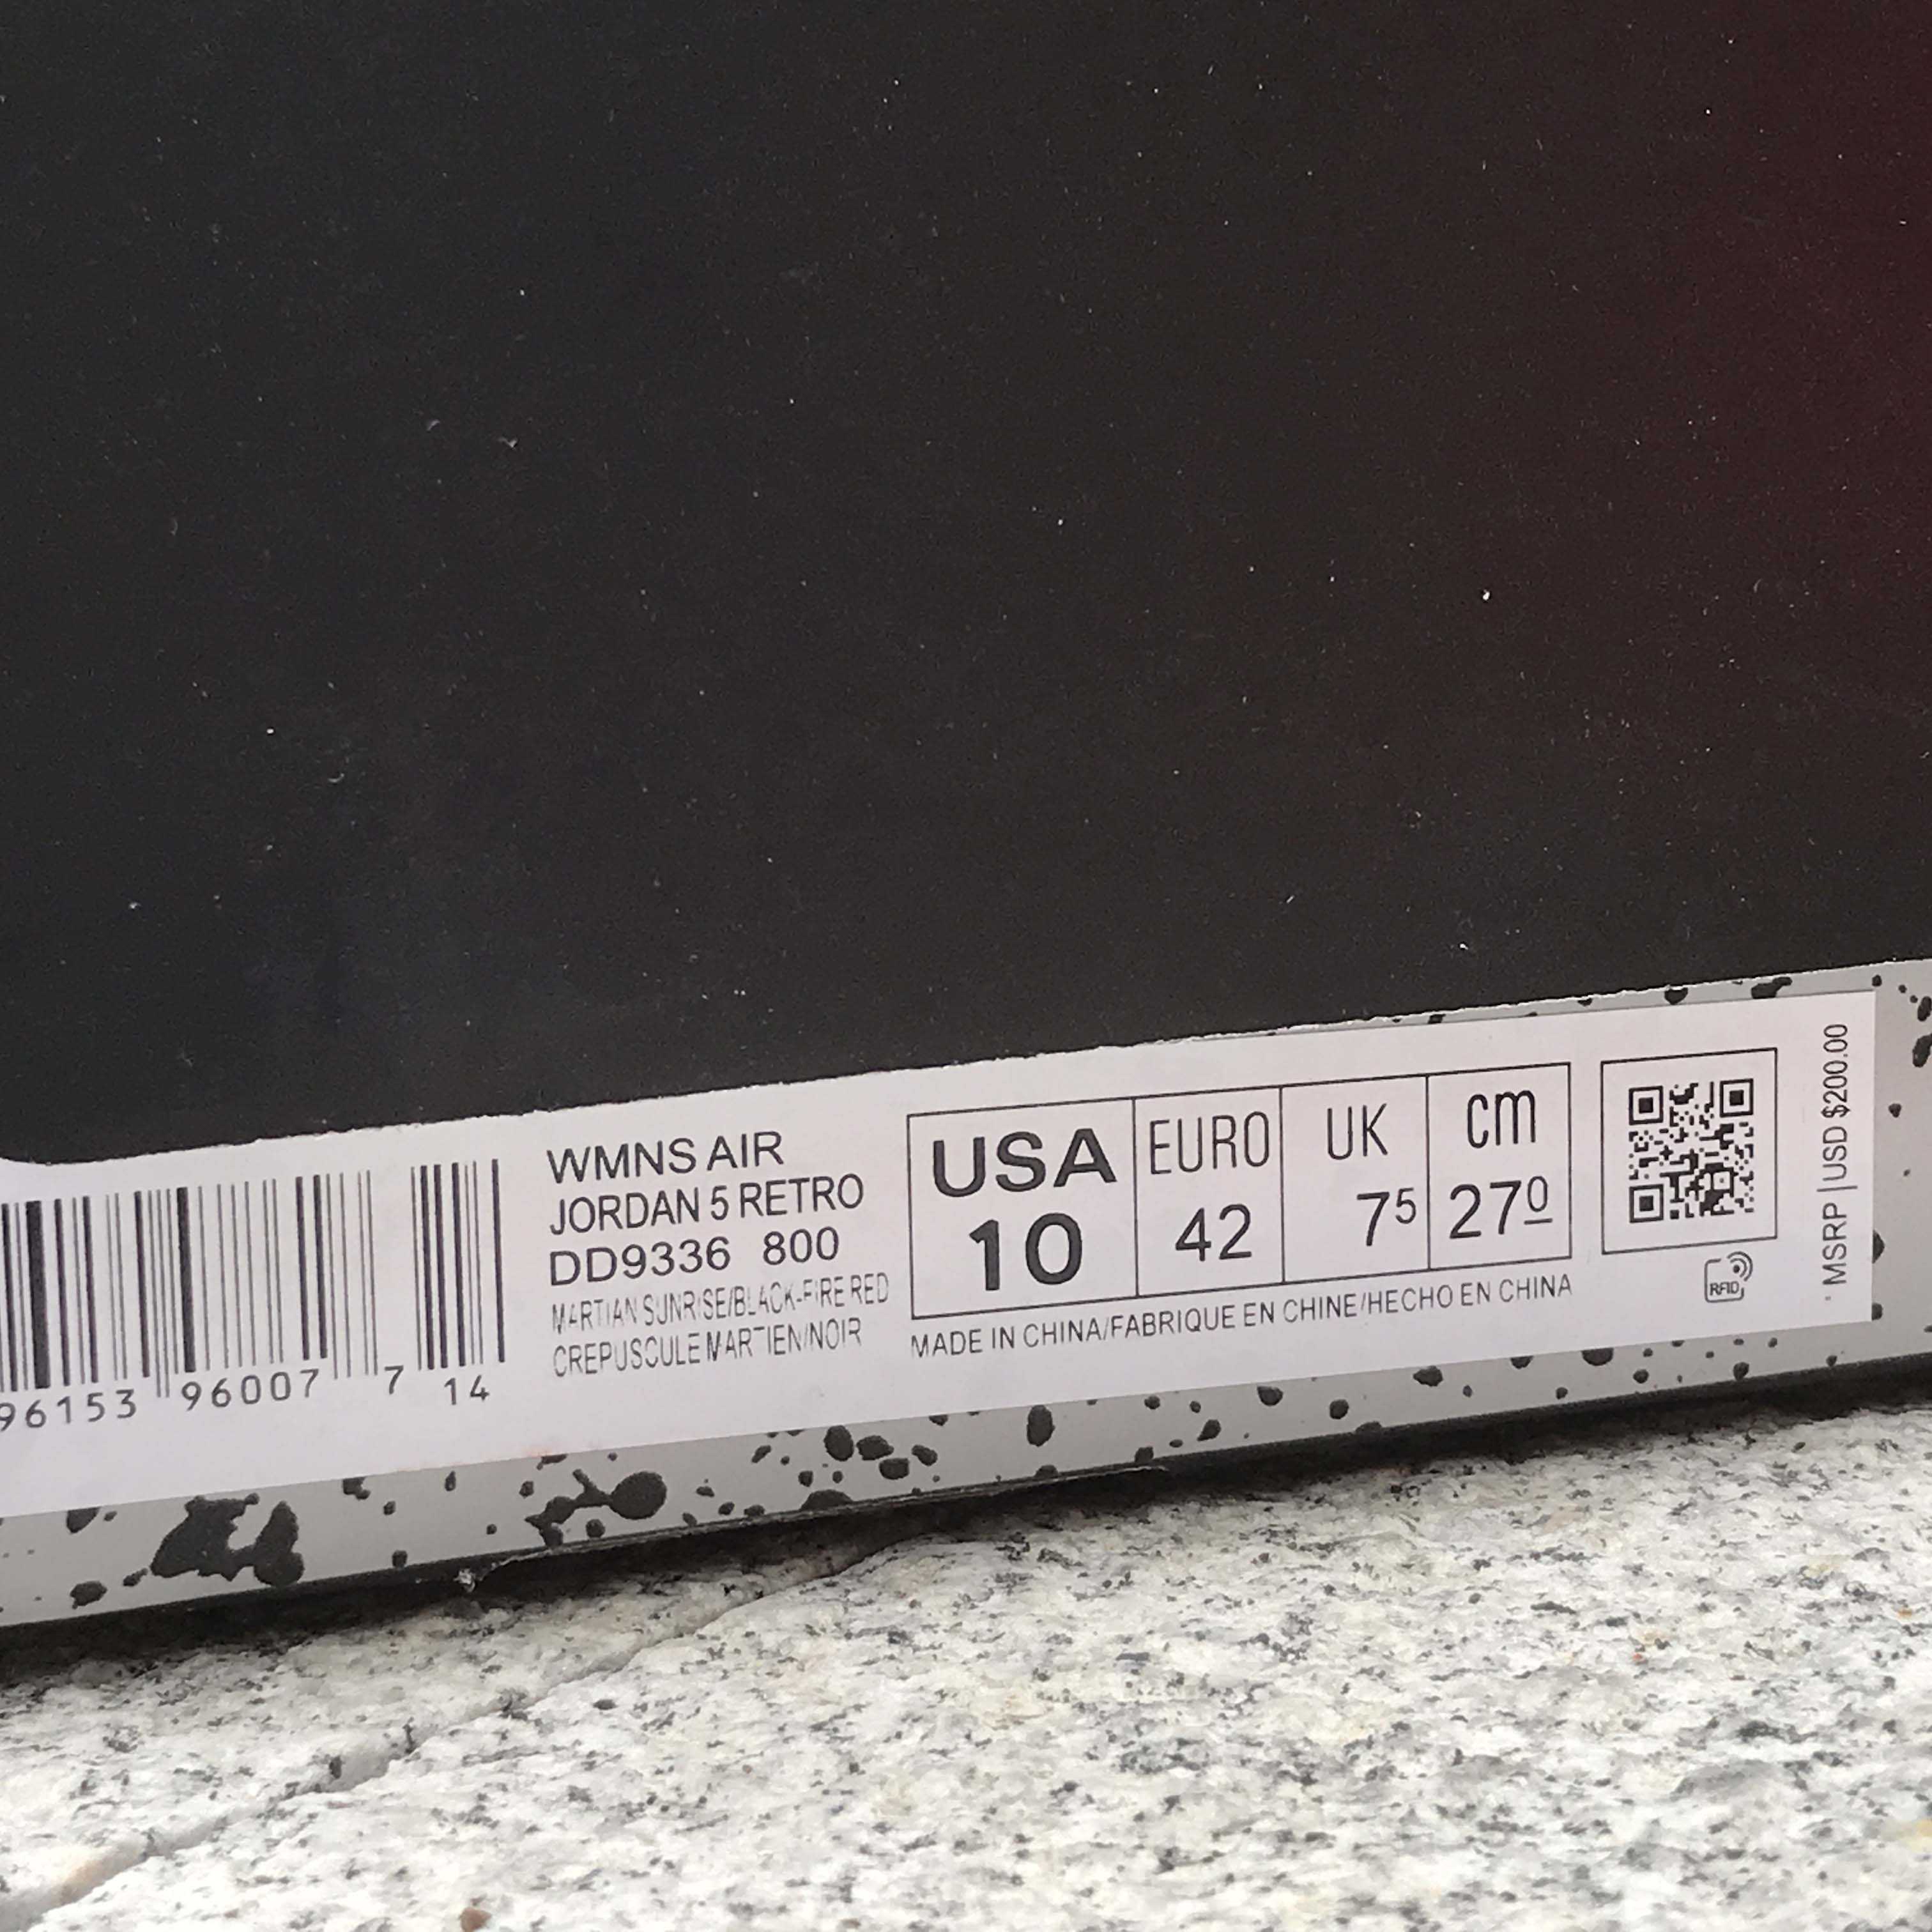 WMNS AIR
JORDAN 5 RETRO
DD9336 800
MARTIAN SUNRISE/BLACK-FIRE RED
CREPUSCULE MARTIEN/NOIR
96153 96007 7 14
USA EURO UK cm
10 42 7⁵ 27⁰
MADE IN CHINA/FABRIQUE EN CHINE/HECHO EN CHINA
RFID
MSRP | USD $200.00